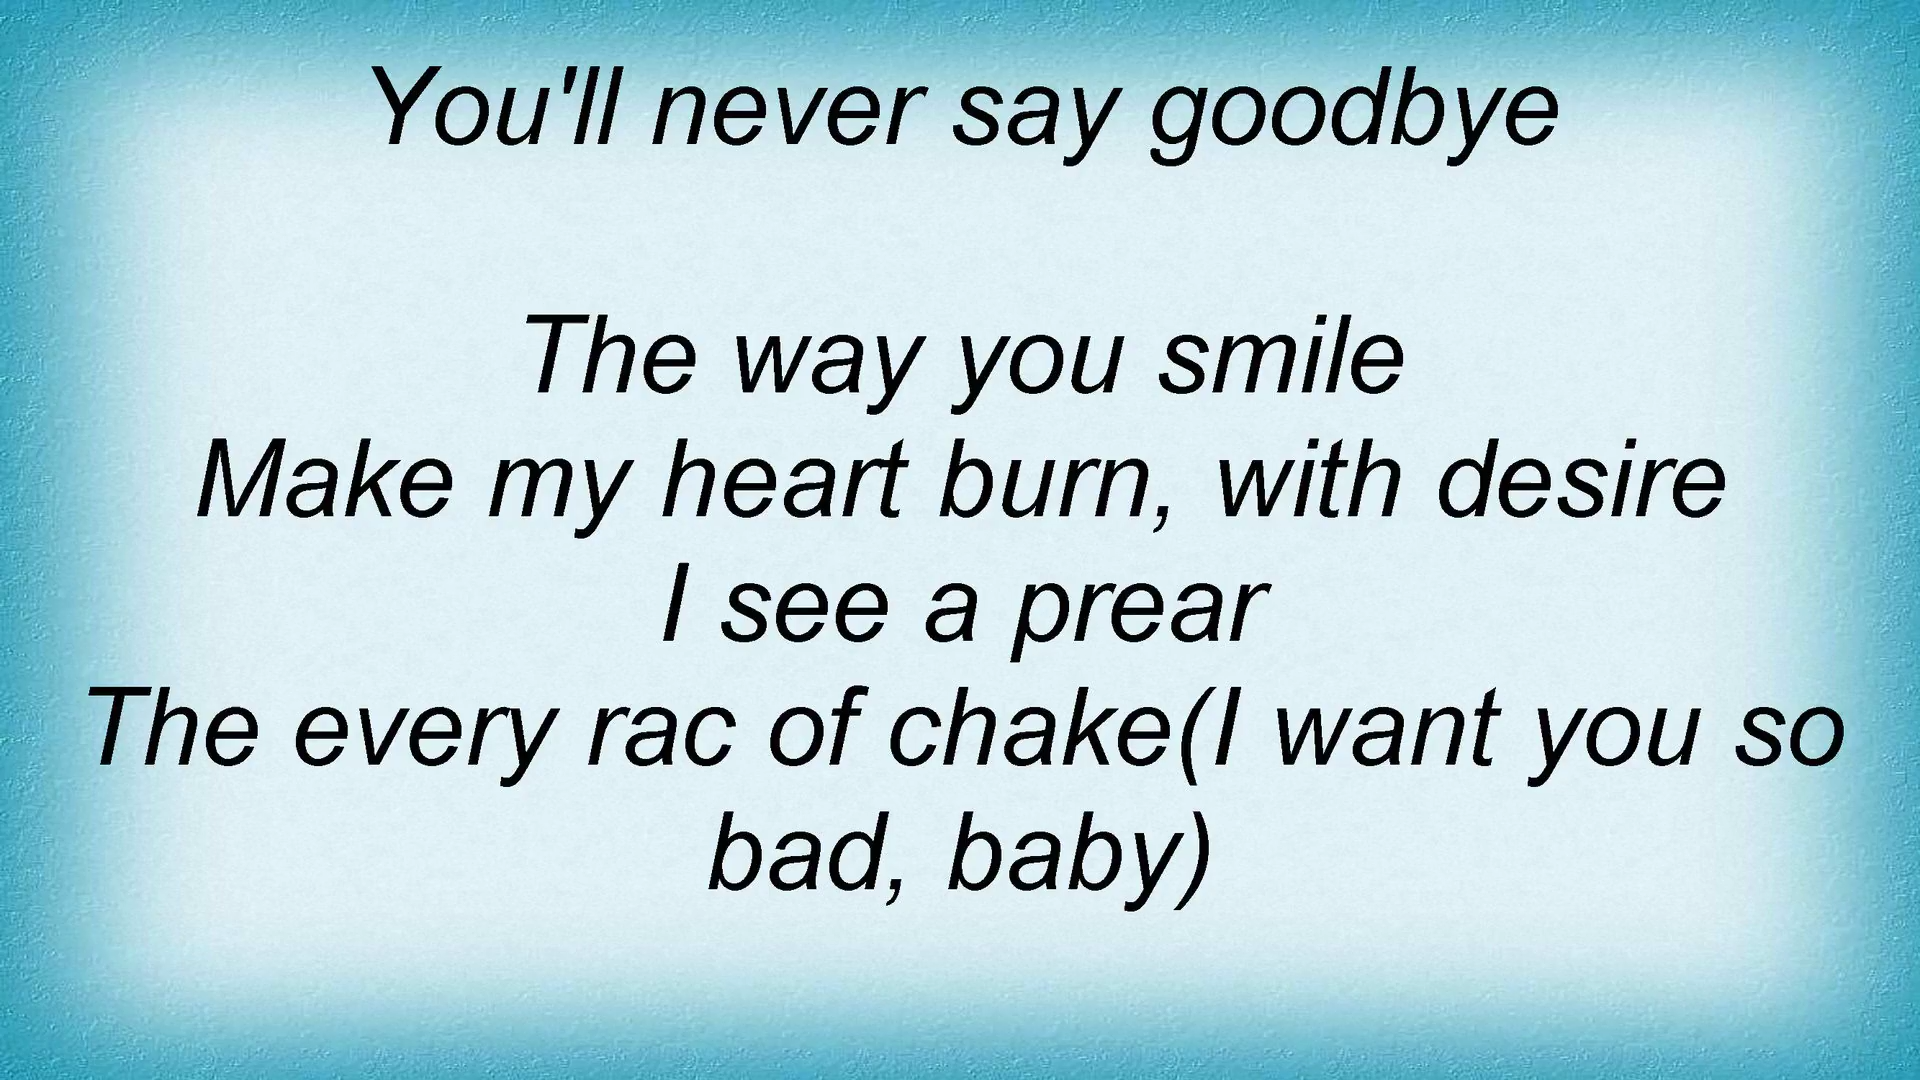 You'll never say goodbye
The way you smile
Make my heart burn, with desire
I see a prear
The every rac of chake(I want you so
bad, baby)